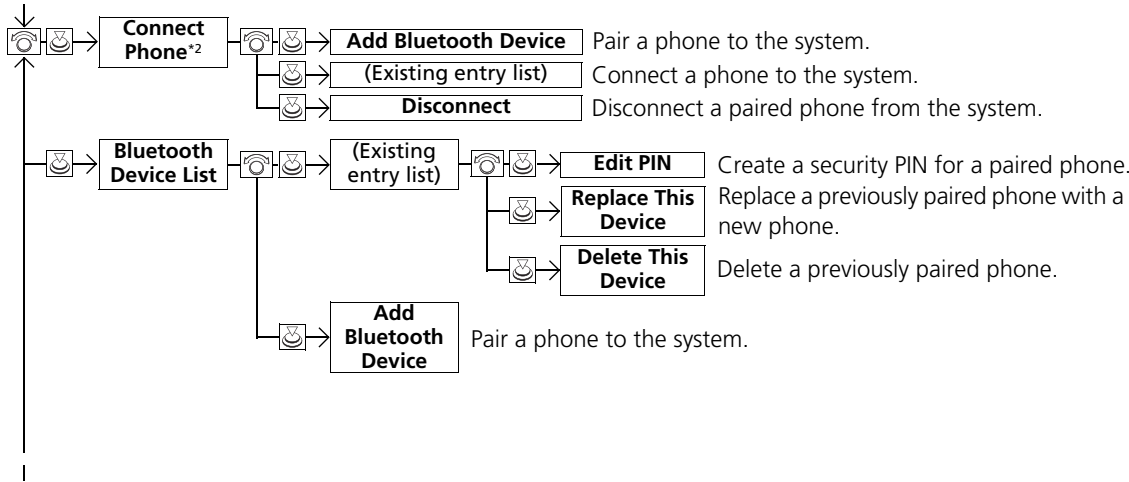 Connect
Phone*2
Add Bluetooth Device Pair a phone to the system.
(Existing entry list) Connect a phone to the system.
Disconnect Disconnect a paired phone from the system.
Bluetooth
Device List
(Existing
entry list)
Edit PIN Create a security PIN for a paired phone.
Replace This
Device
Replace a previously paired phone with a
new phone.
Delete This
Device
Delete a previously paired phone.
Add
Bluetooth
Device
Pair a phone to the system.